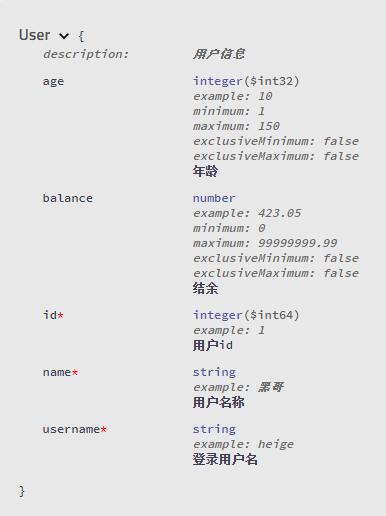 User {
description: 用户信息
age integer($int32)
example: 10
minimum: 1
maximum: 150
exclusiveMinimum: false
exclusiveMaximum: false
年龄
balance number
example: 423.05
minimum: 0
maximum: 99999999.99
exclusiveMinimum: false
exclusiveMaximum: false
结余
id* integer($int64)
example: 1
用户id
name* string
example: 黑哥
用户名称
username* string
example: heige
登录用户名
}